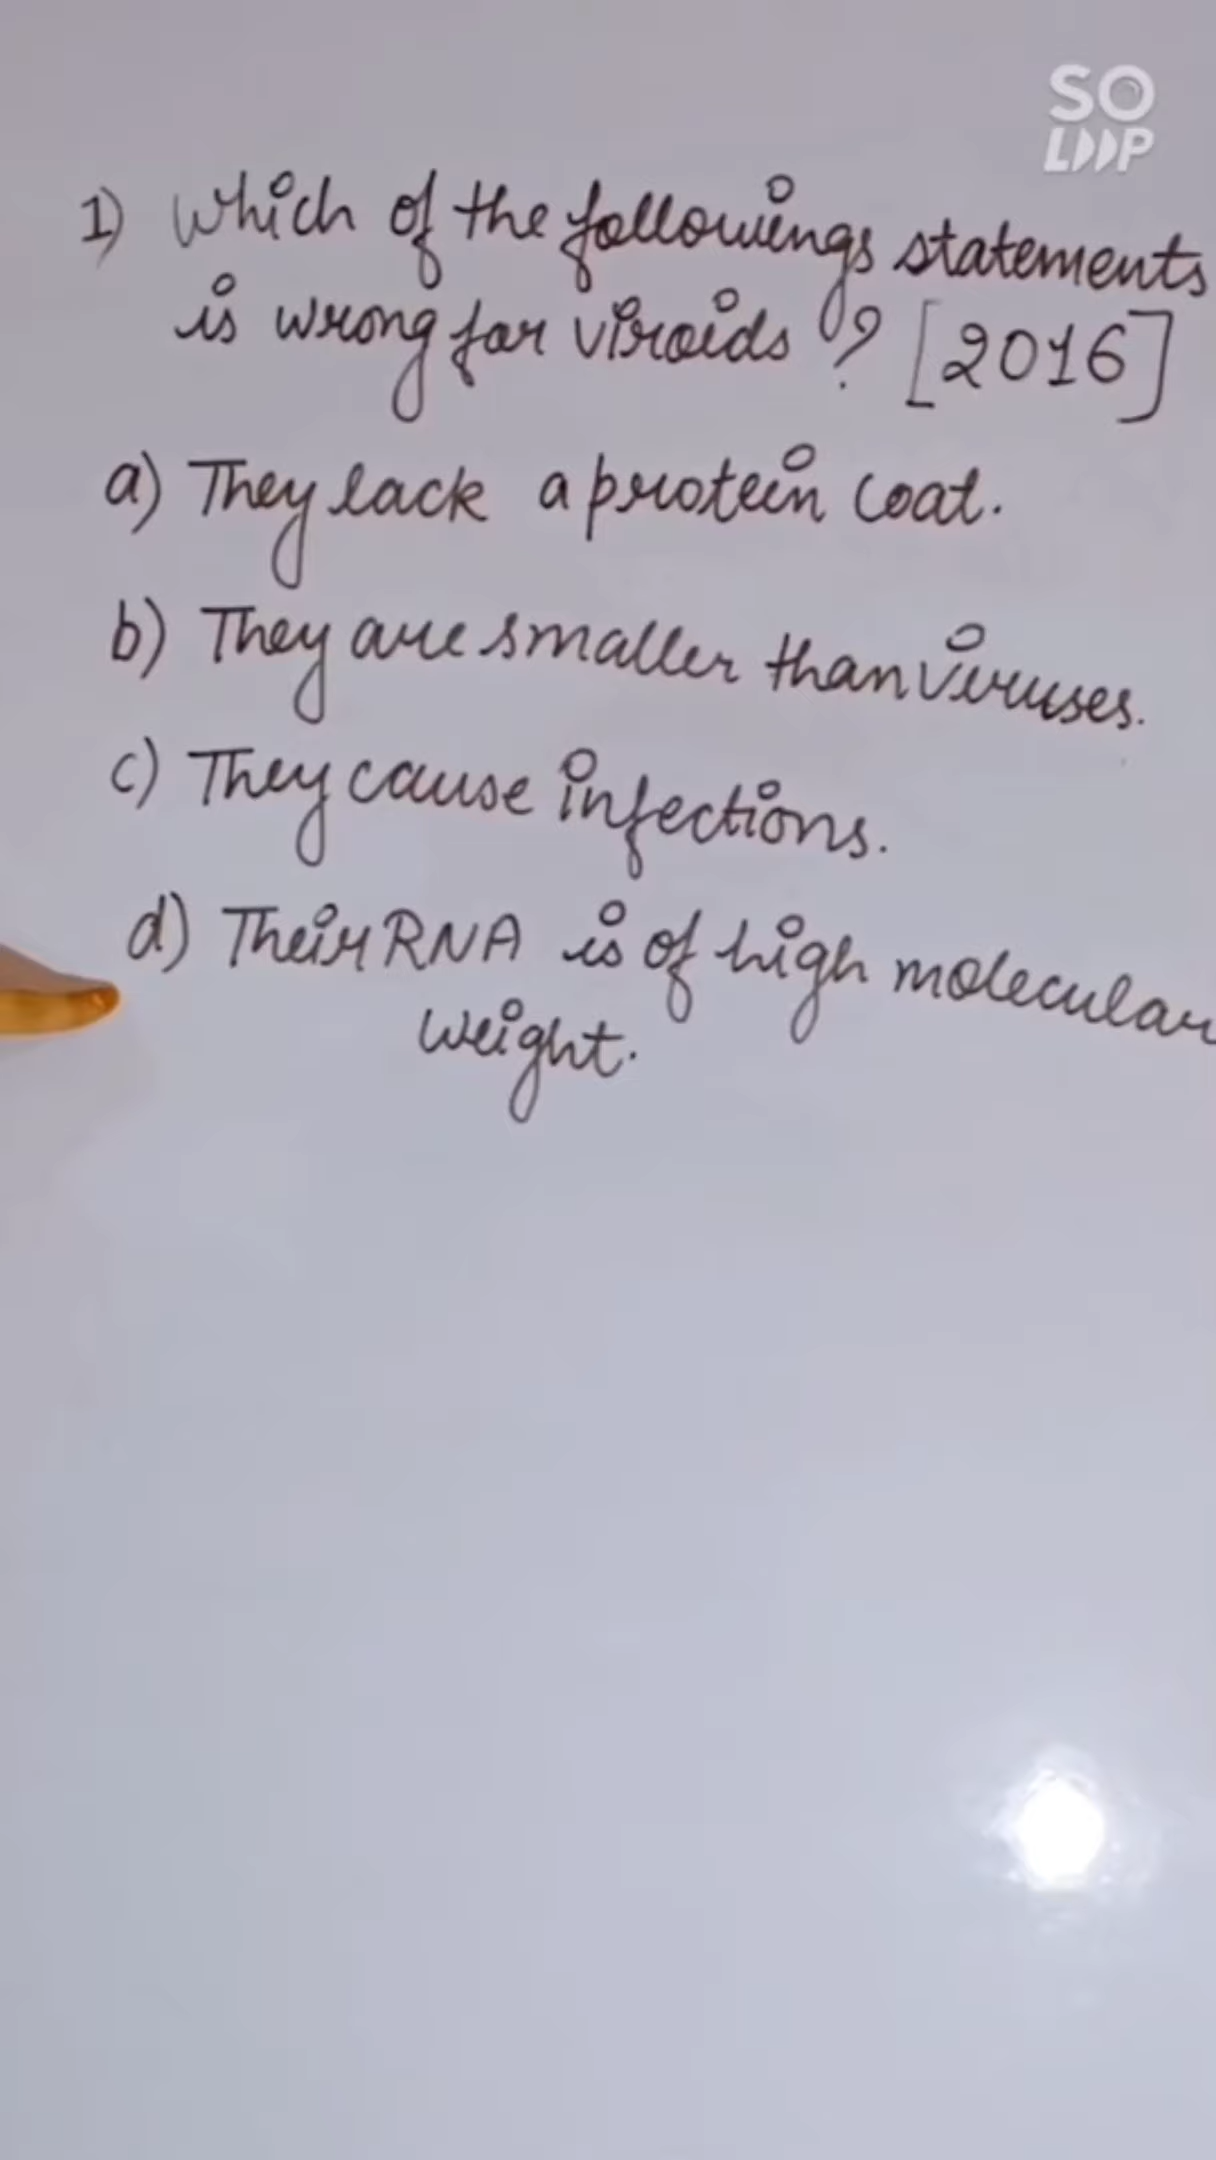 SO
LOOP
1) Which of the followings statements
is wrong for viroids? [2016]
a) They lack a protein coat.
b) They are smaller than viruses.
c) They cause infections.
d) Their RNA is of high molecular
weight.